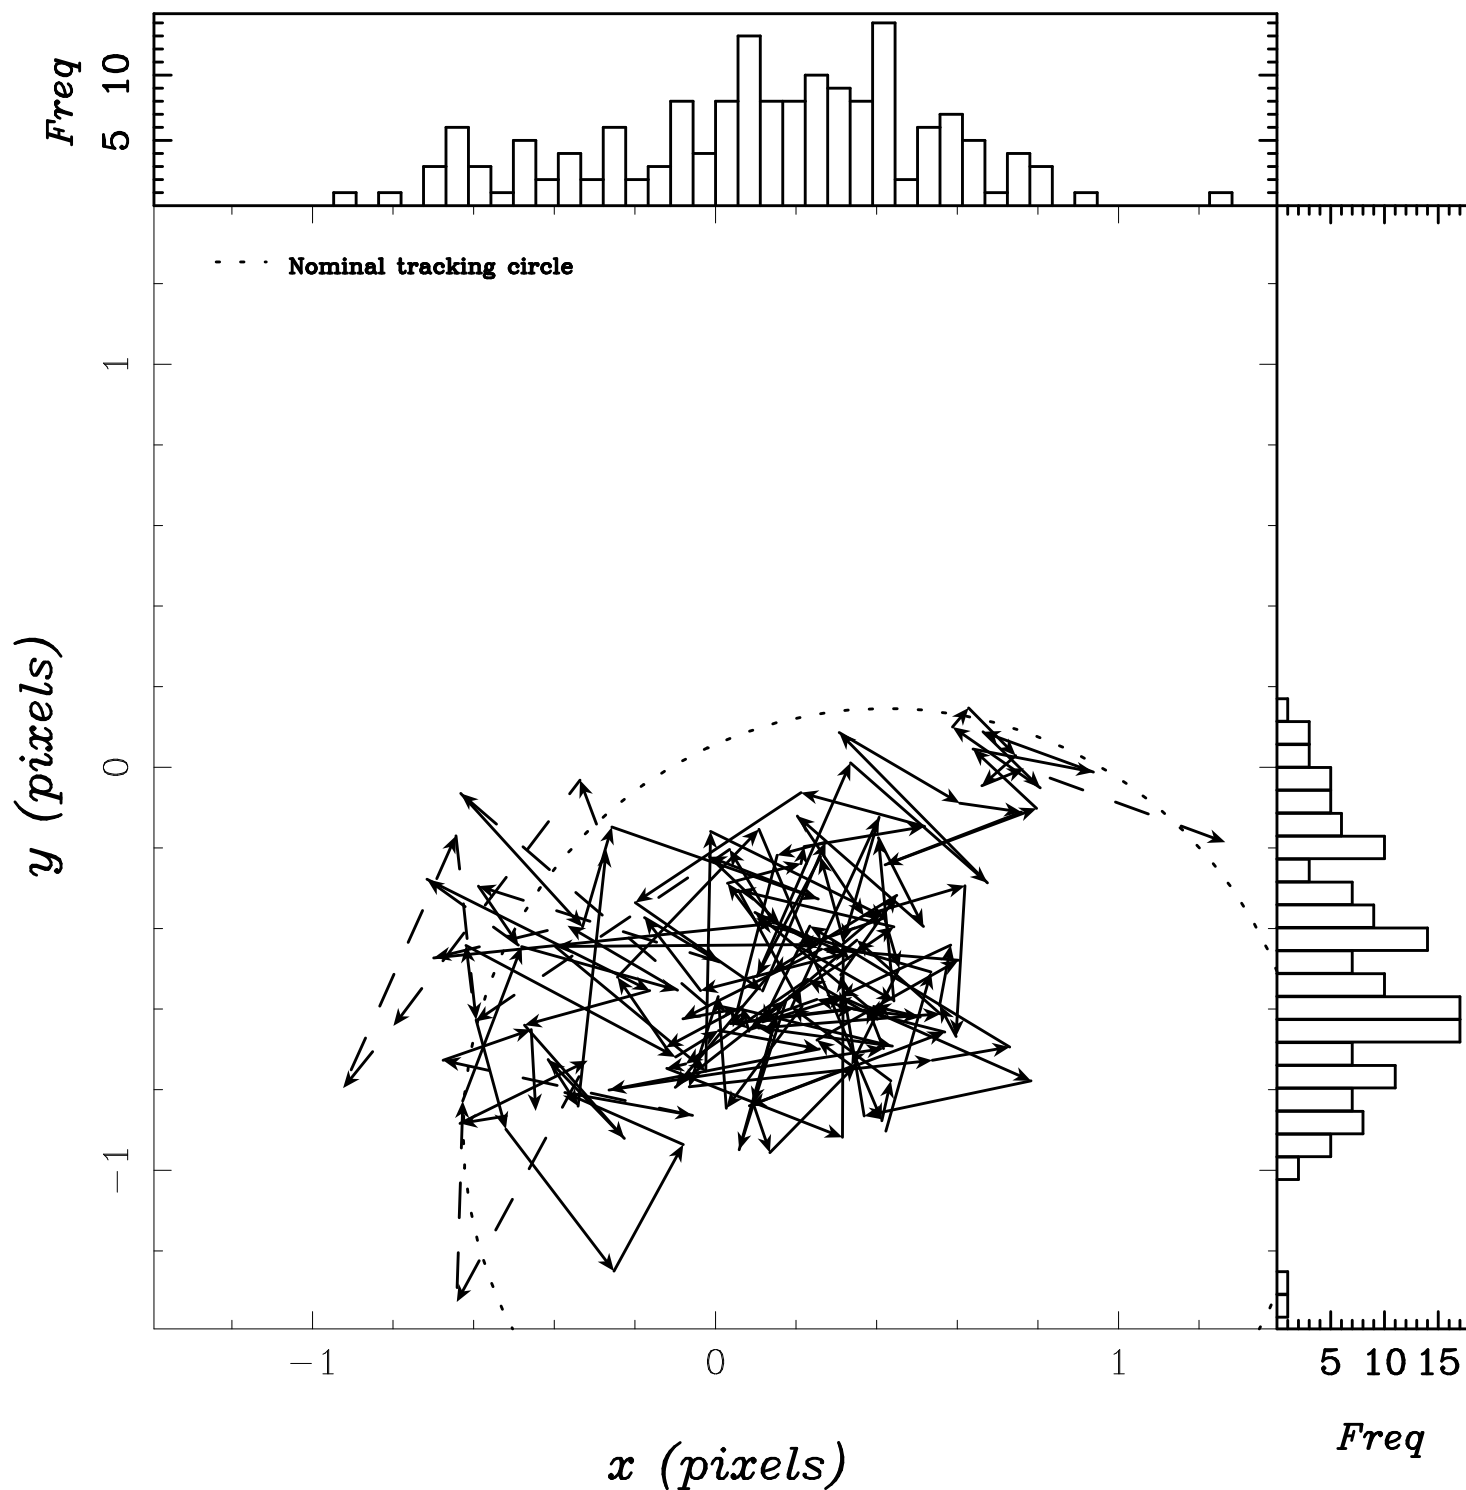 Freq
10
5
Nominal tracking circle
1
0
−1
y (pixels)
−1 0 1
5 10 15
x (pixels)
Freq